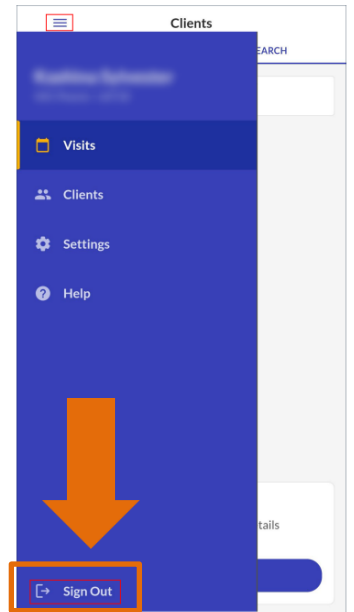 Clients
EARCH
Visits
Clients
Settings
Help
tails
Sign Out